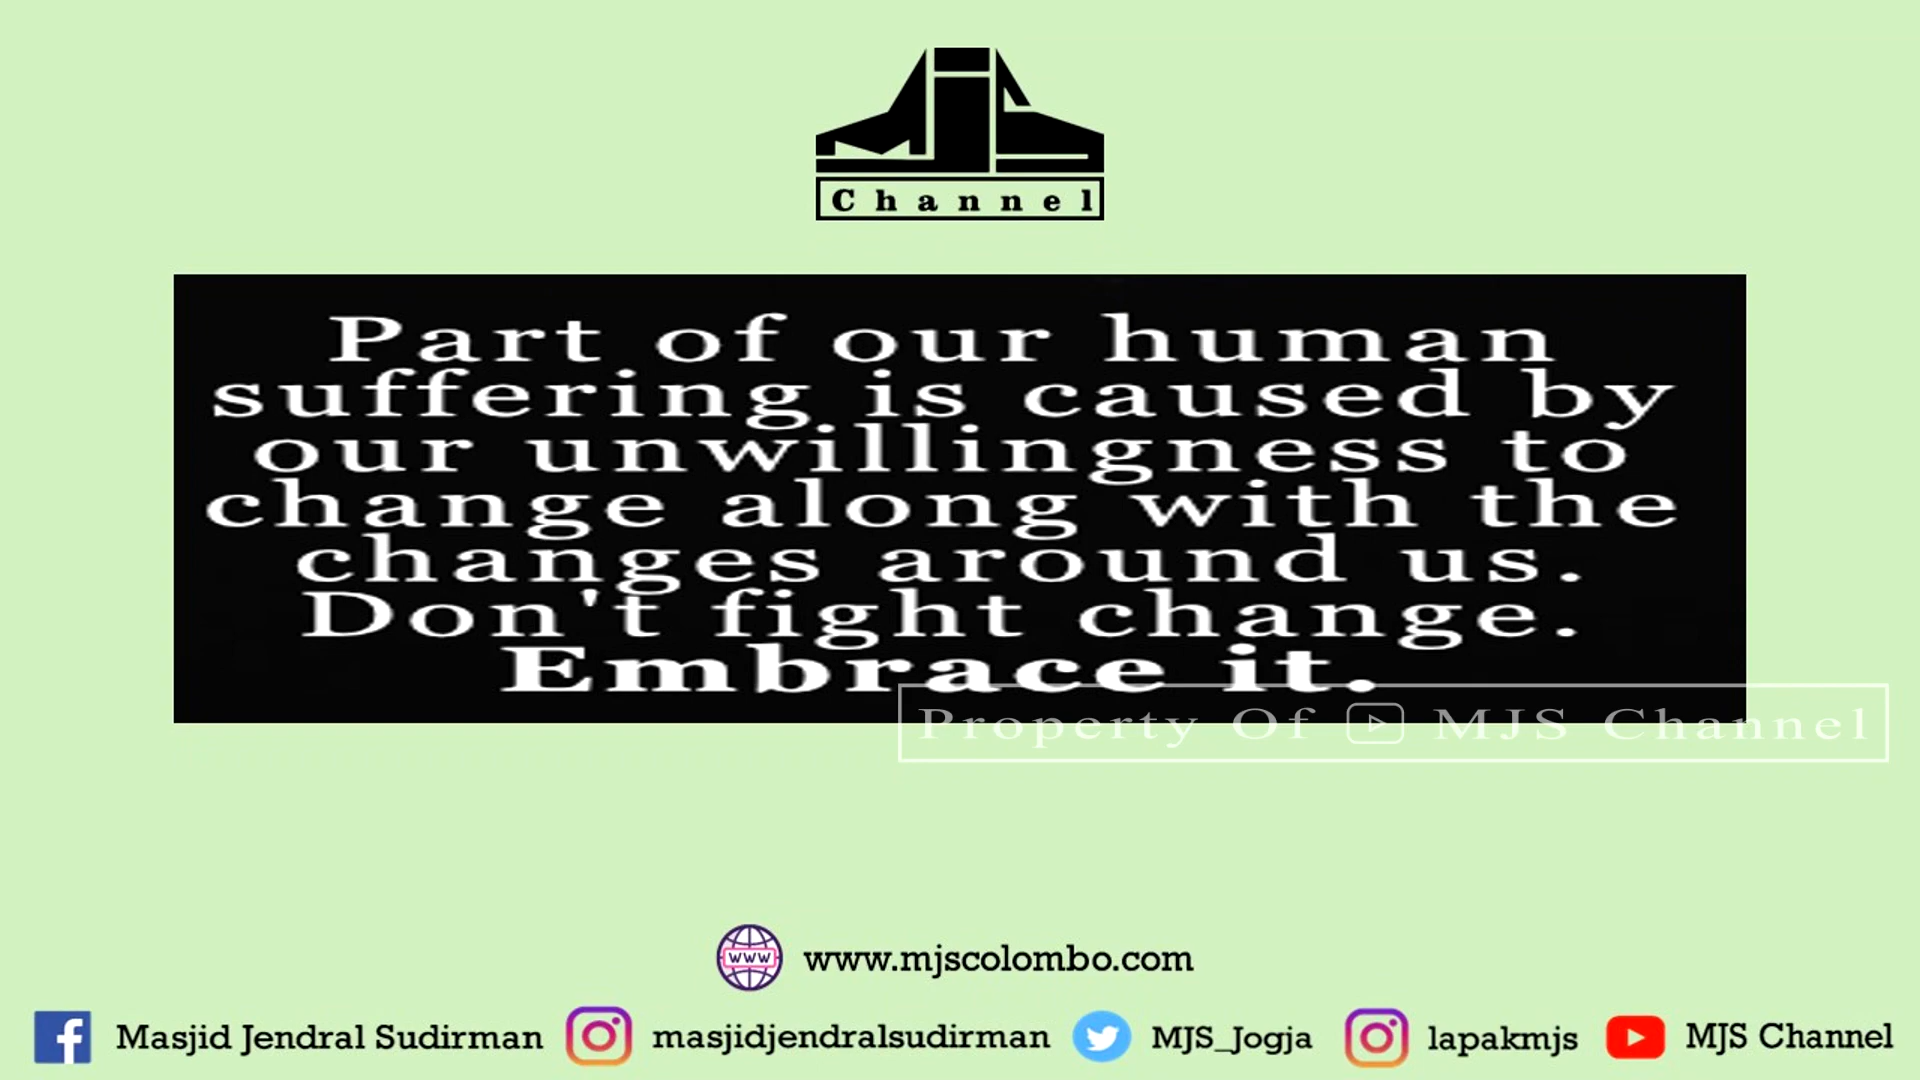 MJS
Channel
Part of our human
suffering is caused by
our unwillingness to
change along with the
changes around us.
Don't fight change.
Embrace it.
Property Of MJS Channel
www www.mjscolombo.com
Masjid Jendral Sudirman masjidjendralsudirman MJS_Jogja lapakmjs MJS Channel